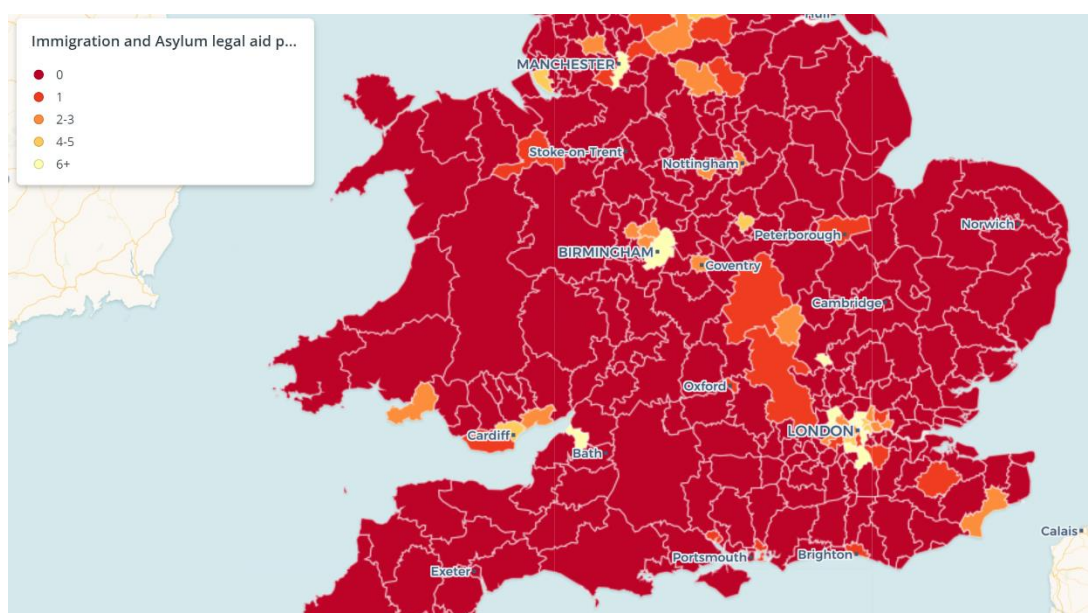 Immigration and Asylum legal aid p...
0
1
2-3
4-5
6+
MANCHESTER
Stoke-on-Trent
Nottingham
Peterborough
Norwich
BIRMINGHAM
Coventry
Cambridge
Oxford
LONDON
Cardiff
Bath
Calais
Portsmouth
Brighton
Exeter